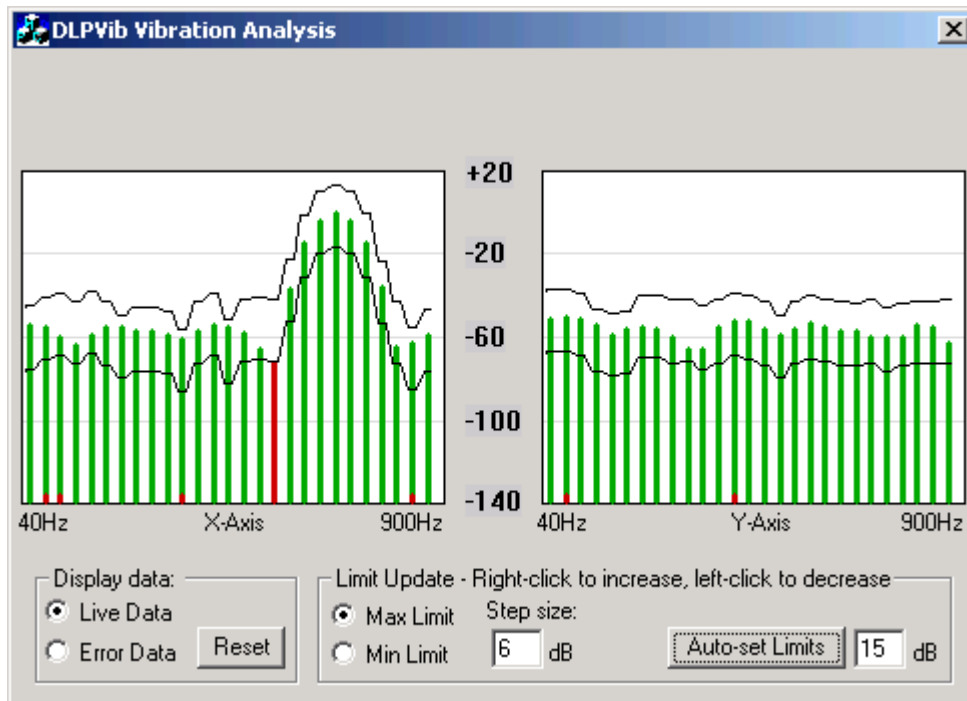 DLPVib Vibration Analysis
+20
-20
-60
-100
-140
40Hz X-Axis 900Hz
40Hz Y-Axis 900Hz
Display data:
Live Data
Error Data
Reset
Limit Update - Right-click to increase, left-click to decrease
Max Limit
Min Limit
Step size:
6 dB
Auto-set Limits 15 dB